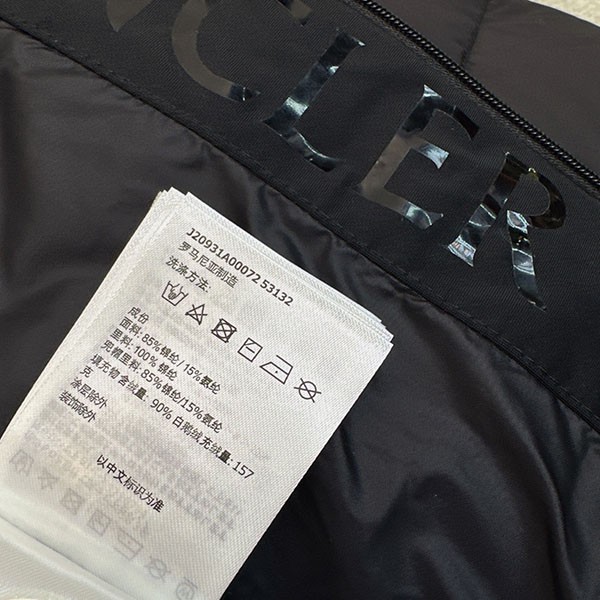 CLER
J20931A00072 53132
罗马尼亚制造
洗涤方法:
成份
面料: 85%锦纶/ 15%氨纶
里料: 100% 锦纶
兜帽里料: 85%锦纶/15%氨纶
填充物含绒量: 90% 白鹅绒充绒量: 157
克
涂层除外
装饰除外
以中文标识为准